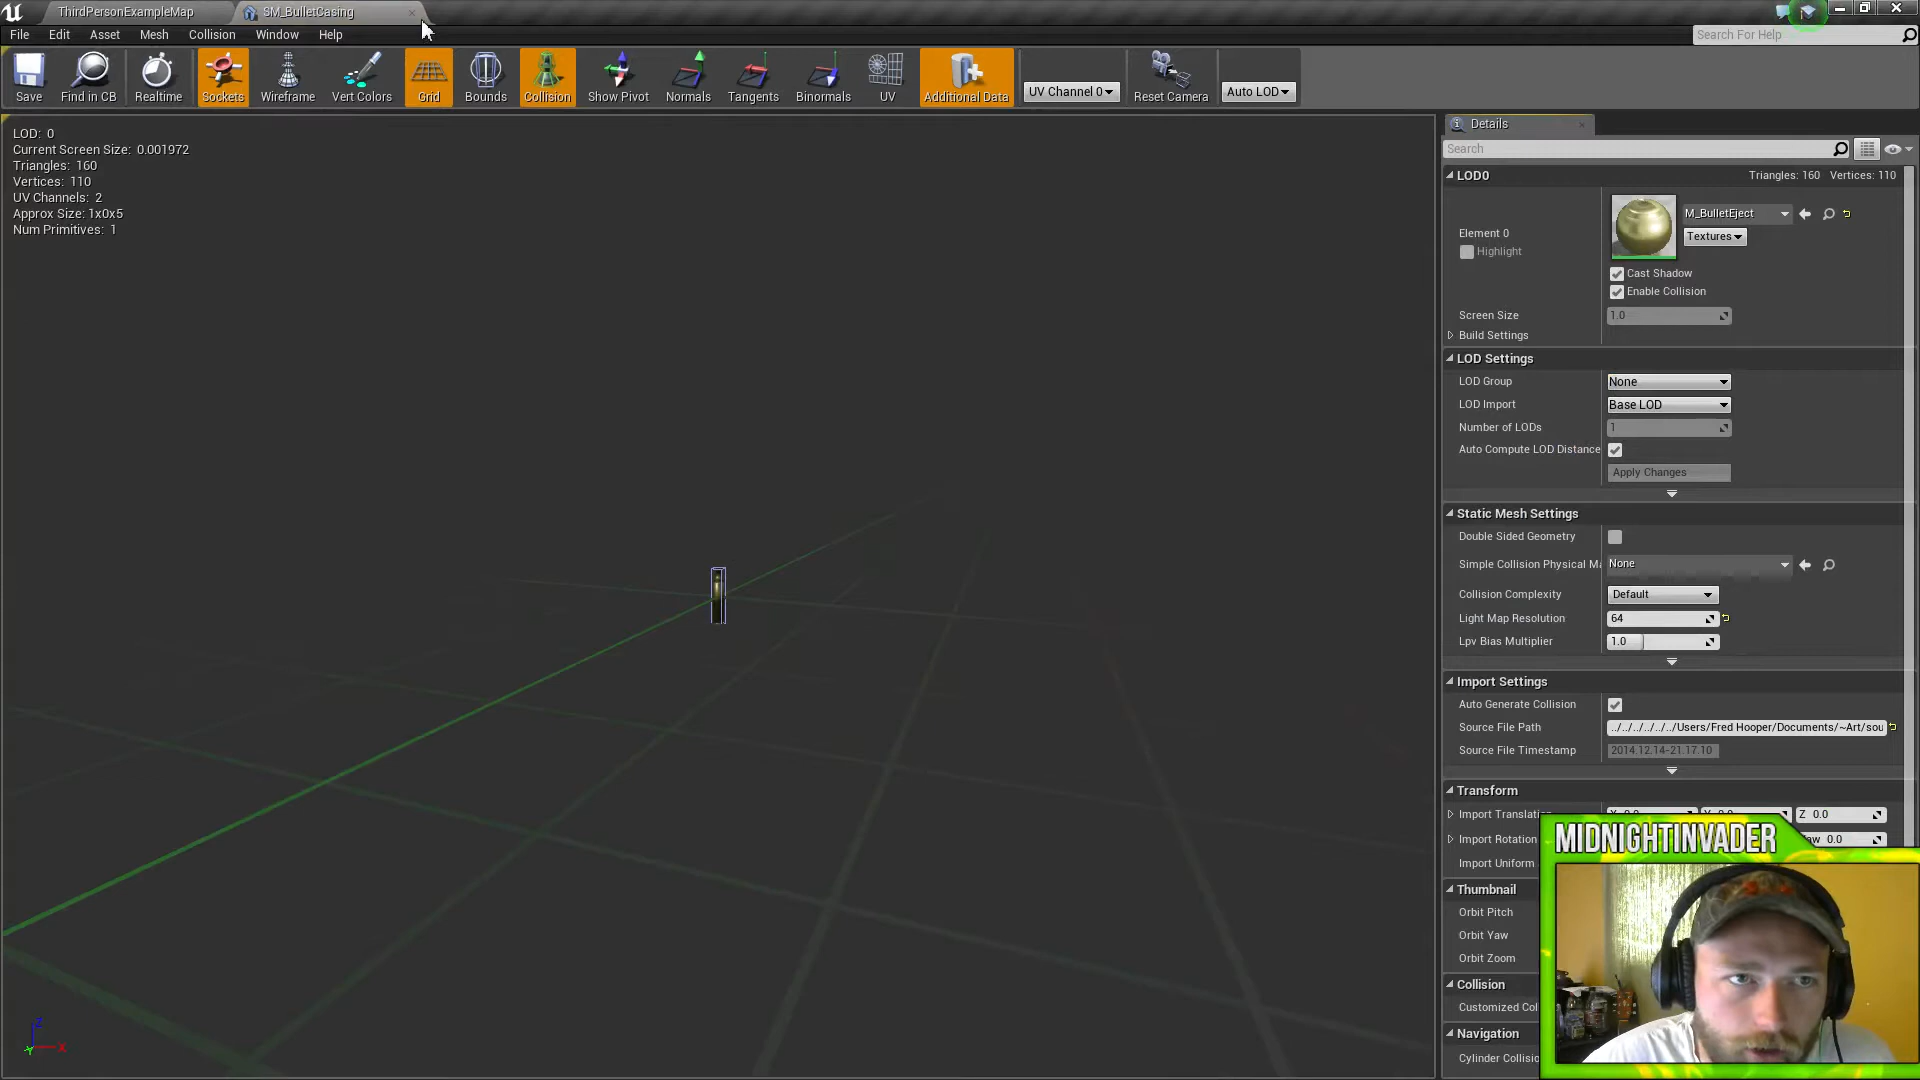 ThirdPersonExampleMap
SM_BulletCasing
File Edit Asset Mesh Collision Window Help
Search For Help
Save
Find in CB
Realtime
Sockets
Wireframe
Vert Colors
Grid
Bounds
Collision
Show Pivot
Normals
Tangents
Binormals
UV
Additional Data
UV Channel 0
Reset Camera
Auto LOD
LOD: 0
Current Screen Size: 0.001972
Triangles: 160
Vertices: 110
UV Channels: 2
Approx Size: 1x0x5
Num Primitives: 1
Z
X
Y
Details
Search
LOD0 Triangles: 160 Vertices: 110
Element 0
Highlight
M_BulletEject
Textures
Cast Shadow
Enable Collision
Screen Size 1.0
Build Settings
LOD Settings
LOD Group None
LOD Import Base LOD
Number of LODs 1
Auto Compute LOD Distance
Apply Changes
Static Mesh Settings
Double Sided Geometry
Simple Collision Physical Ma None
Collision Complexity Default
Light Map Resolution 64
Lpv Bias Multiplier 1.0
Import Settings
Auto Generate Collision
Source File Path ../../../../../../Users/Fred Hooper/Documents/~Art/sou
Source File Timestamp 2014.12.14-21.17.10
Transform
Import Translatio X 0.0 Y 0.0 Z 0.0
Import Rotation 0.0
Import Uniform
Thumbnail
Orbit Pitch
Orbit Yaw
Orbit Zoom
Collision
Customized Col
Navigation
Cylinder Collisio
MIDNIGHTINVADER